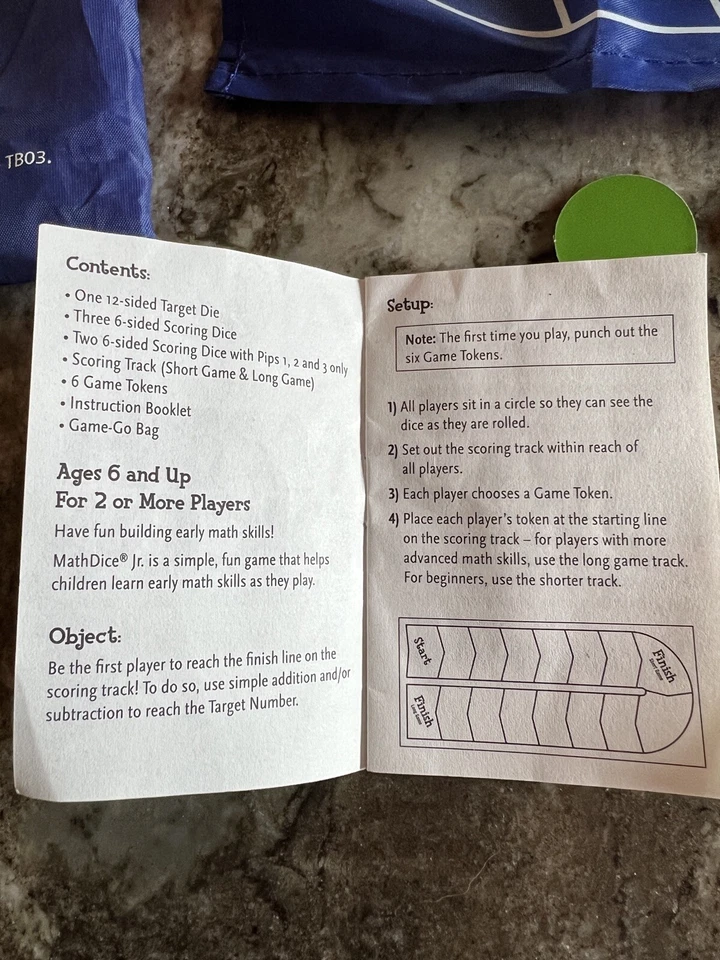 TB03.
Contents:
• One 12-sided Target Die
• Three 6-sided Scoring Dice
• Two 6-sided Scoring Dice with Pips 1, 2 and 3 only
• Scoring Track (Short Game & Long Game)
• 6 Game Tokens
• Instruction Booklet
• Game-Go Bag
Ages 6 and Up
For 2 or More Players
Have fun building early math skills!
MathDice® Jr. is a simple, fun game that helps
children learn early math skills as they play.
Object:
Be the first player to reach the finish line on the
scoring track! To do so, use simple addition and/or
subtraction to reach the Target Number.
Setup:
Note: The first time you play, punch out the
six Game Tokens.
1) All players sit in a circle so they can see the
dice as they are rolled.
2) Set out the scoring track within reach of
all players.
3) Each player chooses a Game Token.
4) Place each player's token at the starting line
on the scoring track – for players with more
advanced math skills, use the long game track.
For beginners, use the shorter track.
Start
Finish
Short Game
Finish
Long Game